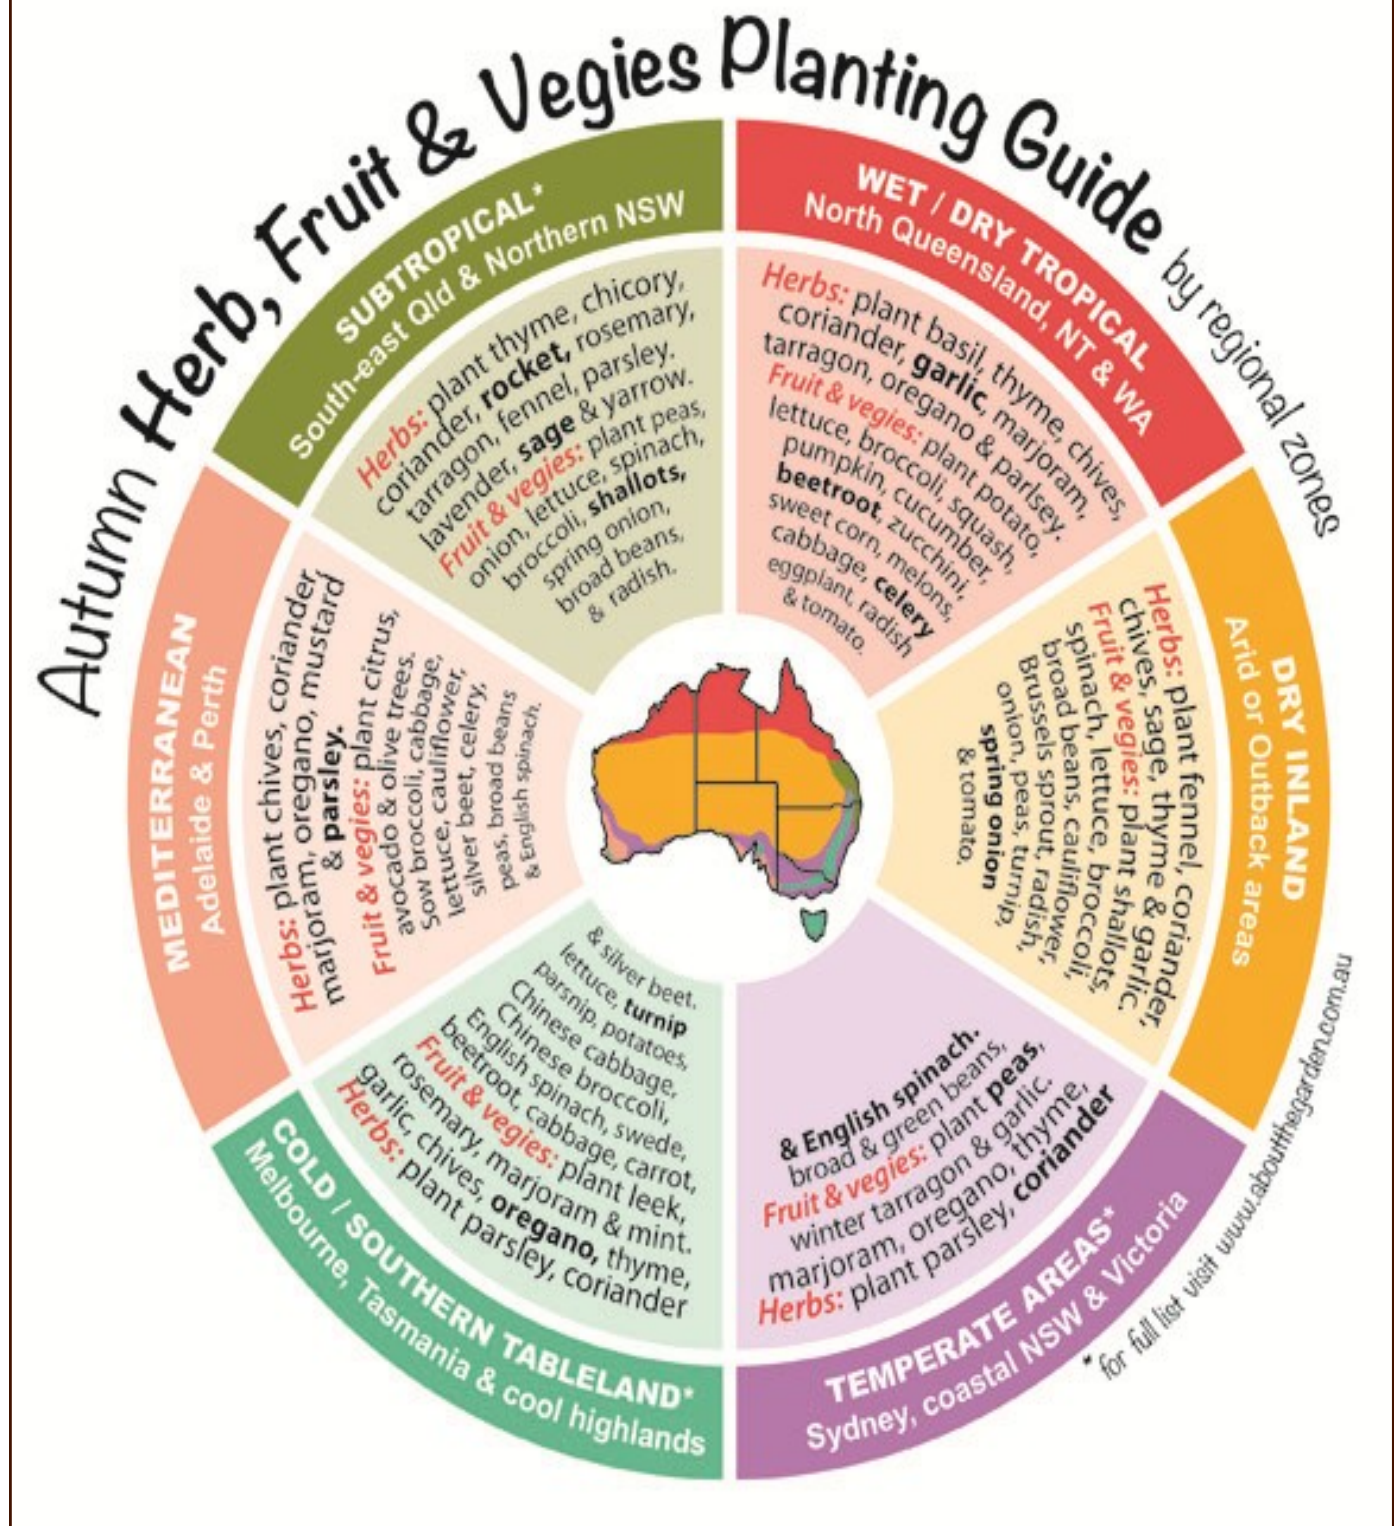 Autumn Herb, Fruit & Vegies Planting Guide by regional zones
WET / DRY TROPICAL
North Queensland, NT & WA
Herbs: plant basil, thyme, chives,
coriander, garlic, marjoram,
tarragon, oregano & parlsey.
Fruit & vegies: plant potato,
lettuce, broccoli, squash,
pumpkin, cucumber,
beetroot, zucchini,
sweet corn, melons,
cabbage, celery
eggplant, radish
& tomato.
DRY INLAND
Arid or Outback areas
Herbs: plant fennel, coriander,
chives, sage, thyme & garlic.
Fruit & vegies: plant shallots,
spinach, lettuce, broccoli,
broad beans, cauliflower,
Brussels sprout, radish,
onion, peas, turnip,
spring onion
& tomato.
TEMPERATE AREAS*
Sydney, coastal NSW & Victoria
Herbs: plant parsley, coriander
marjoram, oregano, thyme,
winter tarragon & garlic.
Fruit & vegies: plant peas,
broad & green beans,
& English spinach.
COLD / SOUTHERN TABLELAND*
Melbourne, Tasmania & cool highlands
Herbs: plant parsley, coriander
garlic, chives, oregano, thyme,
rosemary, marjoram & mint.
Fruit & vegies: plant leek,
beetroot, cabbage, carrot,
English spinach, swede,
Chinese broccoli,
Chinese cabbage,
parsnip, potatoes,
lettuce, turnip
& silver beet.
MEDITERRANEAN
Adelaide & Perth
Herbs: plant chives, coriander,
marjoram, oregano, mustard
& parsley.
Fruit & vegies: plant citrus,
avocado & olive trees.
Sow broccoli, cabbage,
lettuce, cauliflower,
silver beet, celery,
peas, broad beans
& English spinach.
SUBTROPICAL*
South-east Qld & Northern NSW
Herbs: plant thyme, chicory,
coriander, rocket, rosemary,
tarragon, fennel, parsley.
lavender, sage & yarrow.
Fruit & vegies: plant peas,
onion, lettuce, spinach,
broccoli, shallots,
spring onion,
broad beans,
& radish.
*for full list visit www.aboutthegarden.com.au